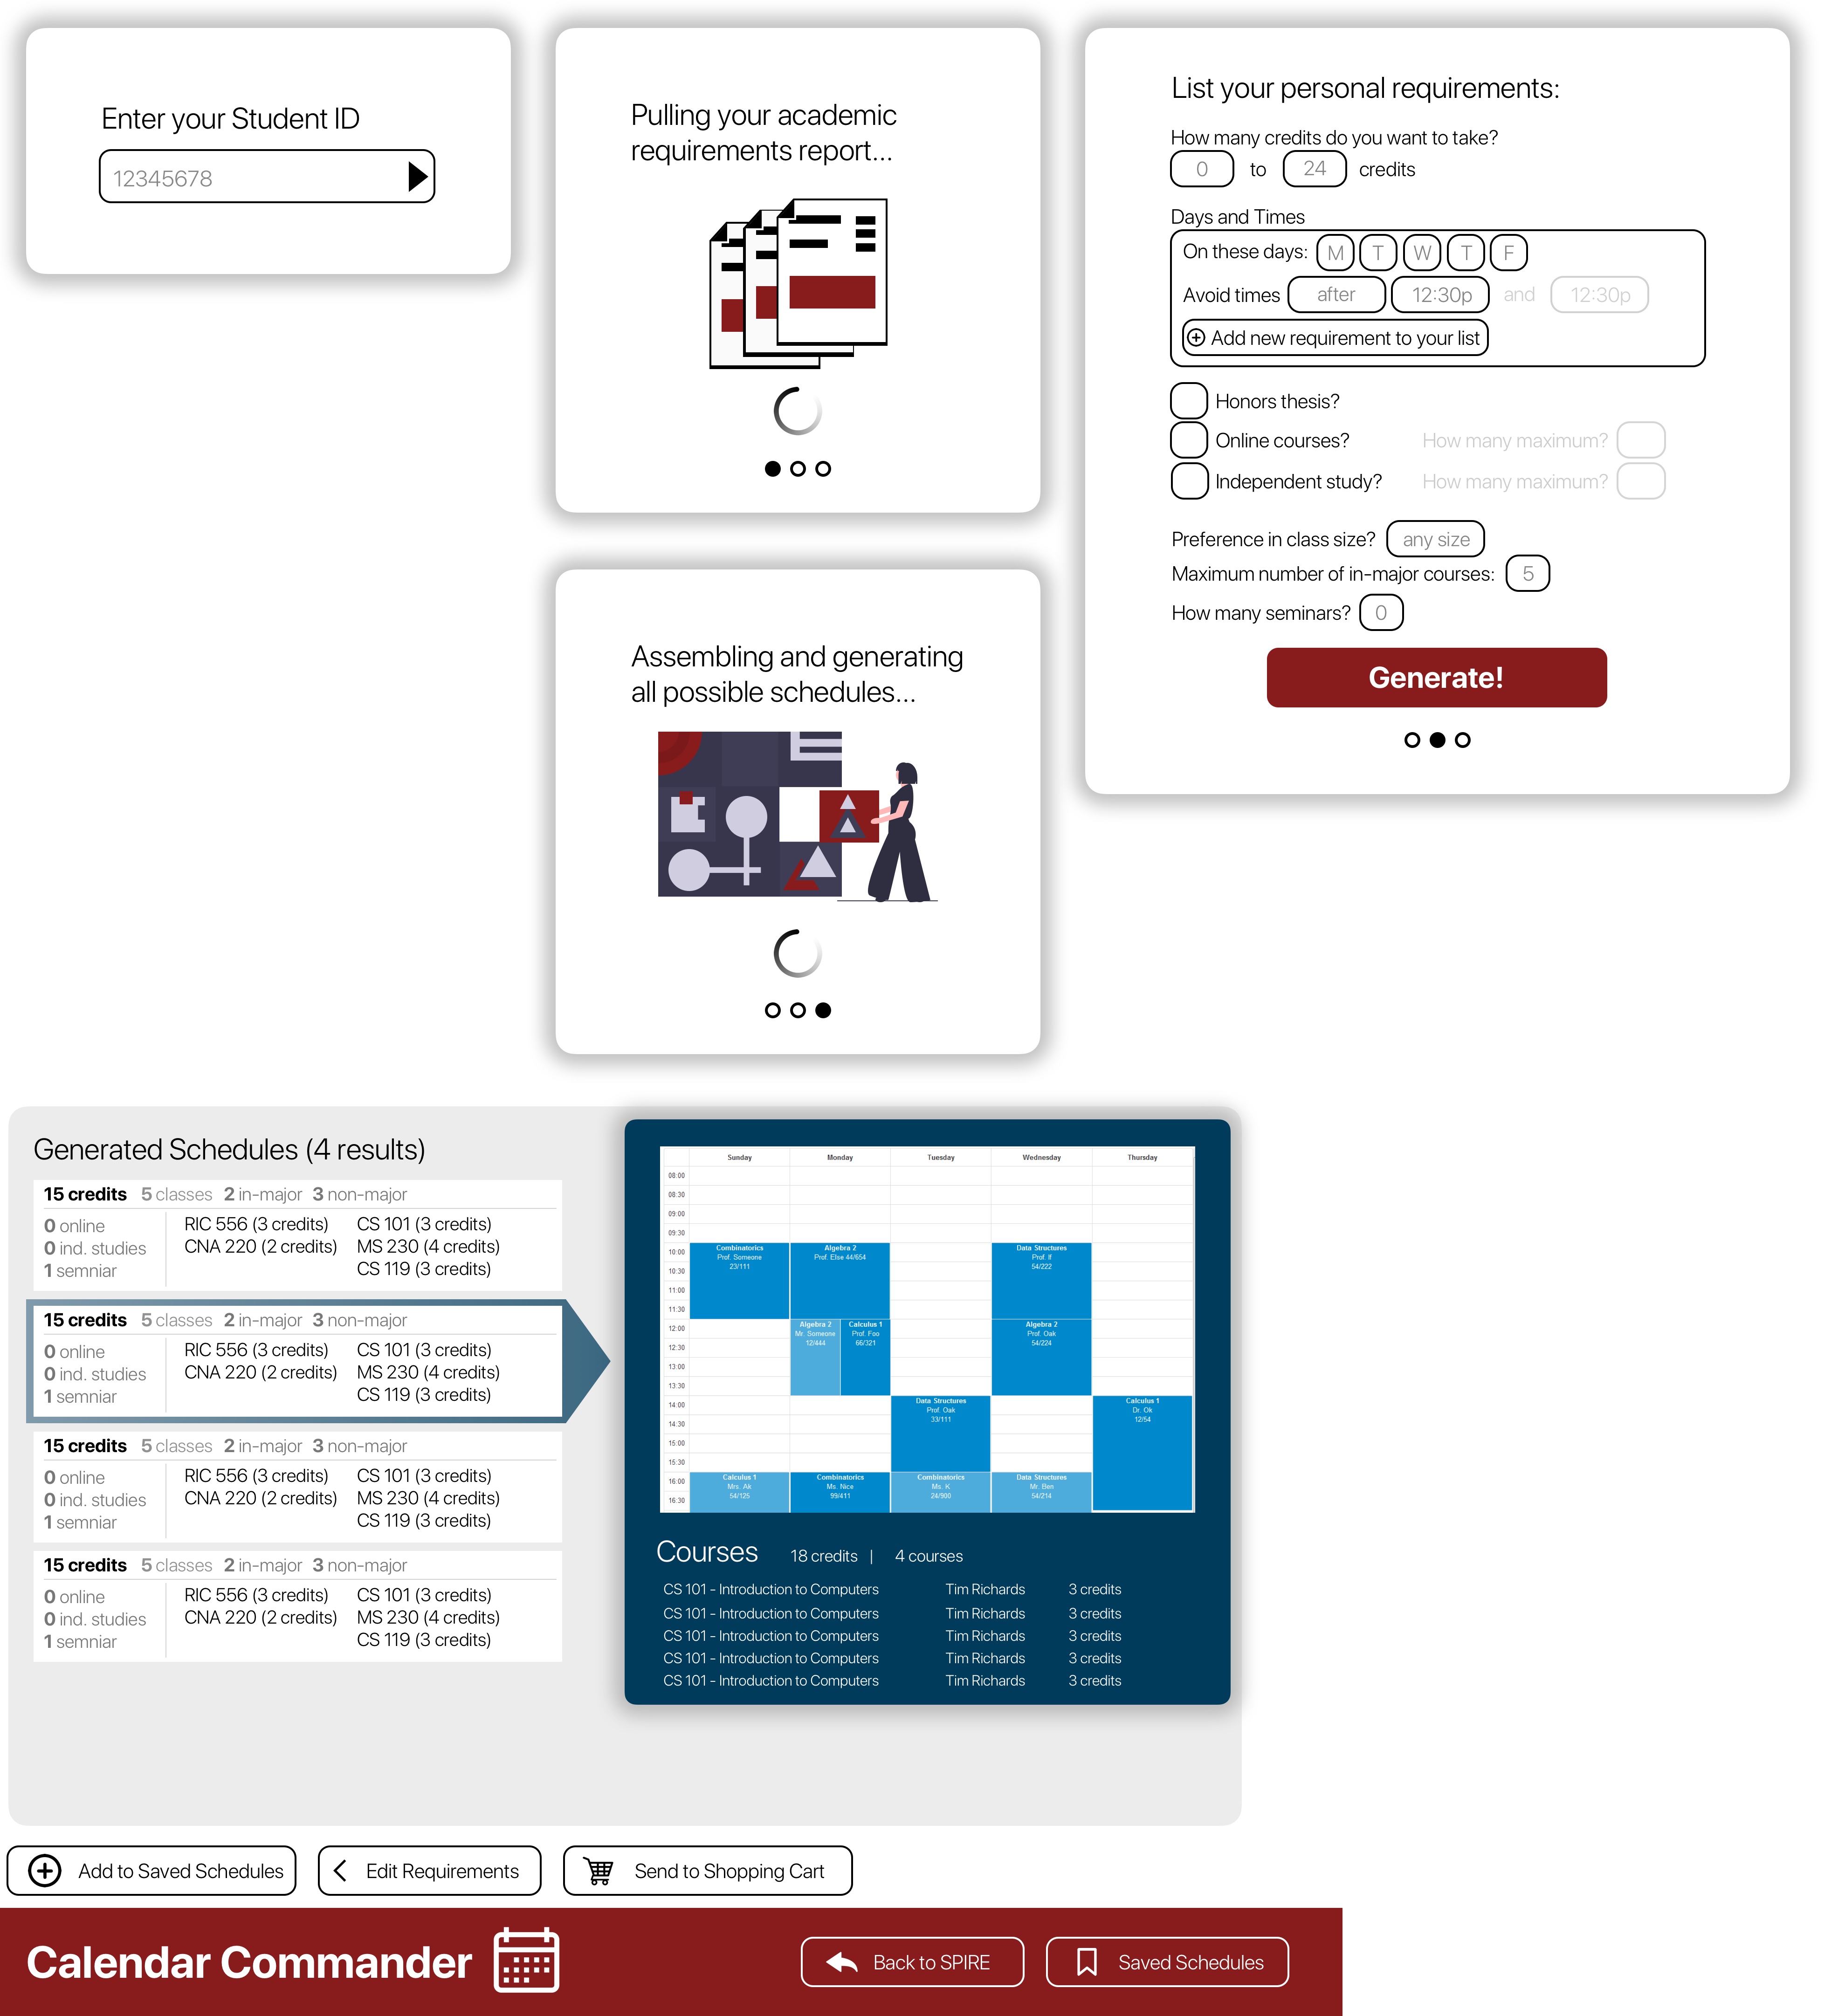 Enter your Student ID
12345678
Pulling your academic
requirements report...
List your personal requirements:
How many credits do you want to take?
0 to 24 credits
Days and Times
On these days: M T W T F
Avoid times after 12:30p and 12:30p
Add new requirement to your list
Honors thesis?
Online courses? How many maximum?
Independent study? How many maximum?
Preference in class size? any size
Maximum number of in-major courses: 5
How many seminars? 0
Generate!
Assembling and generating
all possible schedules...
Generated Schedules (4 results)
15 credits 5 classes 2 in-major 3 non-major
0 online RIC 556 (3 credits) CS 101 (3 credits)
0 ind. studies CNA 220 (2 credits) MS 230 (4 credits)
1 semniar CS 119 (3 credits)
15 credits 5 classes 2 in-major 3 non-major
0 online RIC 556 (3 credits) CS 101 (3 credits)
0 ind. studies CNA 220 (2 credits) MS 230 (4 credits)
1 semniar CS 119 (3 credits)
15 credits 5 classes 2 in-major 3 non-major
0 online RIC 556 (3 credits) CS 101 (3 credits)
0 ind. studies CNA 220 (2 credits) MS 230 (4 credits)
1 semniar CS 119 (3 credits)
15 credits 5 classes 2 in-major 3 non-major
0 online RIC 556 (3 credits) CS 101 (3 credits)
0 ind. studies CNA 220 (2 credits) MS 230 (4 credits)
1 semniar CS 119 (3 credits)
Sunday Monday Tuesday Wednesday Thursday
08:00
08:30
09:00
09:30
10:00 Combinatorics Algebra 2 Data Structures
Prof. Someone Prof. Else 44/654 Prof. If
23/111 54/222
10:30
11:00
11:30
12:00 Algebra 2 Calculus 1 Algebra 2
Mr. Someone Prof. Foo Prof. Oak
12/444 66/321 54/224
12:30
13:00
13:30
14:00 Data Structures Calculus 1
Prof. Oak Dr. Ok
33/111 12/54
14:30
15:00
15:30
16:00 Calculus 1 Combinatorics Combinatorics Data Structures
Mrs. Ak Ms. Nice Ms. K Mr. Ben
54/125 99/411 24/900 54/214
16:30
Courses 18 credits | 4 courses
CS 101 - Introduction to Computers Tim Richards 3 credits
CS 101 - Introduction to Computers Tim Richards 3 credits
CS 101 - Introduction to Computers Tim Richards 3 credits
CS 101 - Introduction to Computers Tim Richards 3 credits
CS 101 - Introduction to Computers Tim Richards 3 credits
Add to Saved Schedules Edit Requirements Send to Shopping Cart
Calendar Commander Back to SPIRE Saved Schedules